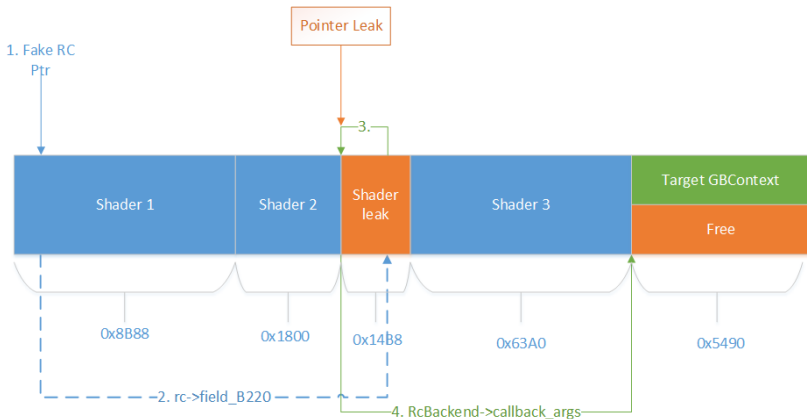 Pointer Leak
1. Fake RC
Ptr
3.
Shader 1
Shader 2
Shader
leak
Shader 3
Target GBContext
Free
0x8B88
0x1800
0x14B8
0x63A0
0x5490
2. rc->field_B220
4. RcBackend->callback_args